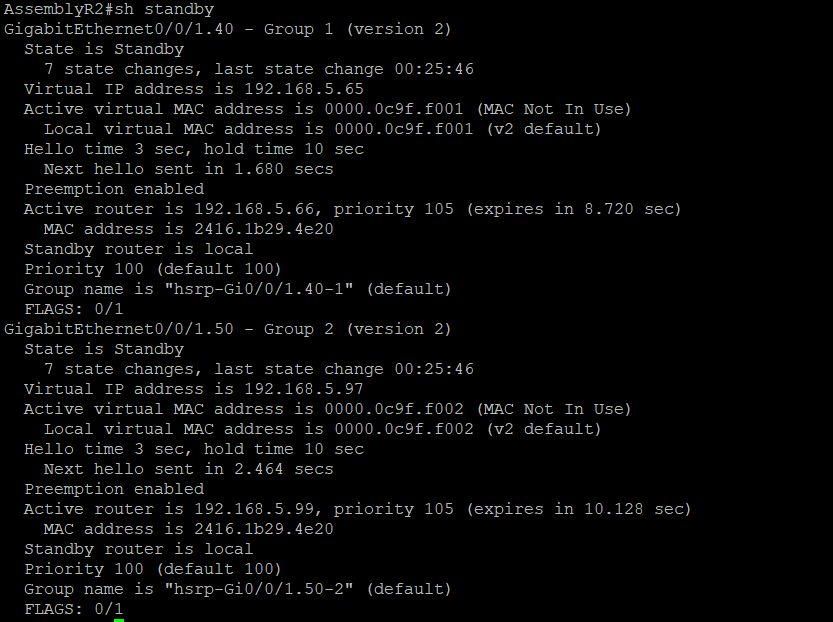 AssemblyR2#sh standby
GigabitEthernet0/0/1.40 - Group 1 (version 2)
  State is Standby
    7 state changes, last state change 00:25:46
  Virtual IP address is 192.168.5.65
  Active virtual MAC address is 0000.0c9f.f001 (MAC Not In Use)
    Local virtual MAC address is 0000.0c9f.f001 (v2 default)
  Hello time 3 sec, hold time 10 sec
    Next hello sent in 1.680 secs
  Preemption enabled
  Active router is 192.168.5.66, priority 105 (expires in 8.720 sec)
    MAC address is 2416.1b29.4e20
  Standby router is local
  Priority 100 (default 100)
  Group name is "hsrp-Gi0/0/1.40-1" (default)
  FLAGS: 0/1
GigabitEthernet0/0/1.50 - Group 2 (version 2)
  State is Standby
    7 state changes, last state change 00:25:46
  Virtual IP address is 192.168.5.97
  Active virtual MAC address is 0000.0c9f.f002 (MAC Not In Use)
    Local virtual MAC address is 0000.0c9f.f002 (v2 default)
  Hello time 3 sec, hold time 10 sec
    Next hello sent in 2.464 secs
  Preemption enabled
  Active router is 192.168.5.99, priority 105 (expires in 10.128 sec)
    MAC address is 2416.1b29.4e20
  Standby router is local
  Priority 100 (default 100)
  Group name is "hsrp-Gi0/0/1.50-2" (default)
  FLAGS: 0/1